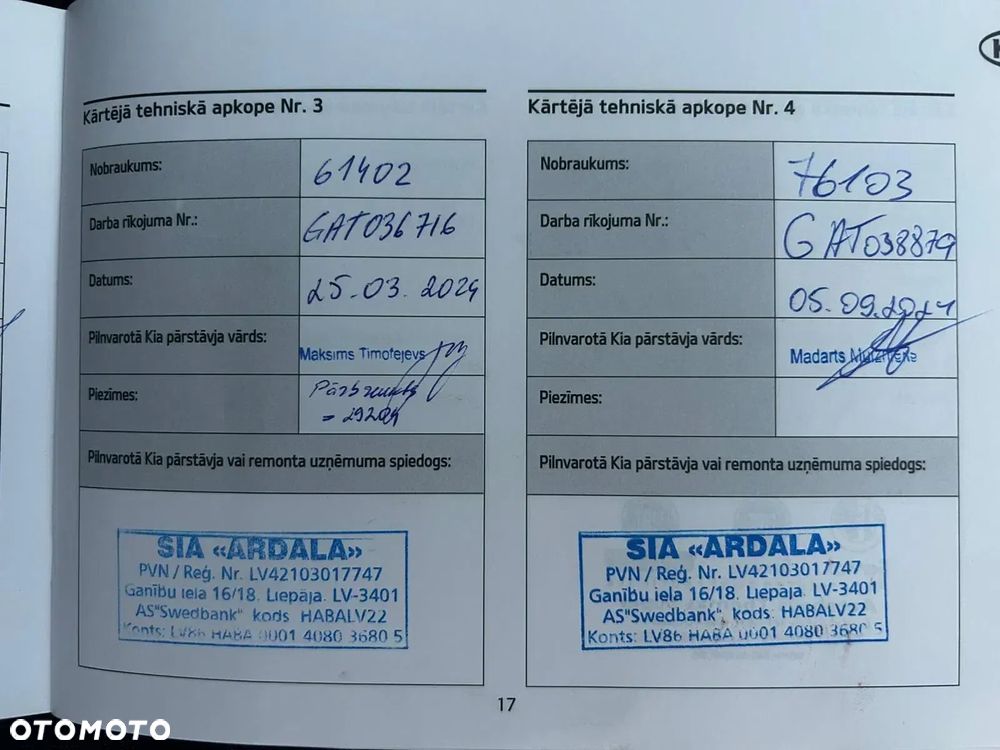 Kārtējā tehniskā apkope Nr. 3
Nobraukums:
61402
Darba rīkojuma Nr.:
GAT036716
Datums:
25.03.2024
Pilnvarotā Kia pārstāvja vārds:
Maksims Timofejevs
Piezīmes:
Pilnvarotā Kia pārstāvja vai remonta uzņēmuma spiedogs:
SIA «ARDALA»
PVN / Reģ. Nr. LV42103017747
Ganību iela 16/18. Liepāja. LV-3401
AS"Swedbank" kods HABALV22
Konts: LV86 HABA 0001 4080 3680 5
Kārtējā tehniskā apkope Nr. 4
Nobraukums:
76103
Darba rīkojuma Nr.:
GAT038879
Datums:
05.09.2024
Pilnvarotā Kia pārstāvja vārds:
Madarts
Piezīmes:
Pilnvarotā Kia pārstāvja vai remonta uzņēmuma spiedogs:
SIA «ARDALA»
PVN / Reģ. Nr. LV42103017747
Ganību iela 16/18. Liepāja. LV-3401
AS"Swedbank". kods HABALV22
Konts: LV86 HABA 0001 4080 3680 5
17
OTOMOTO